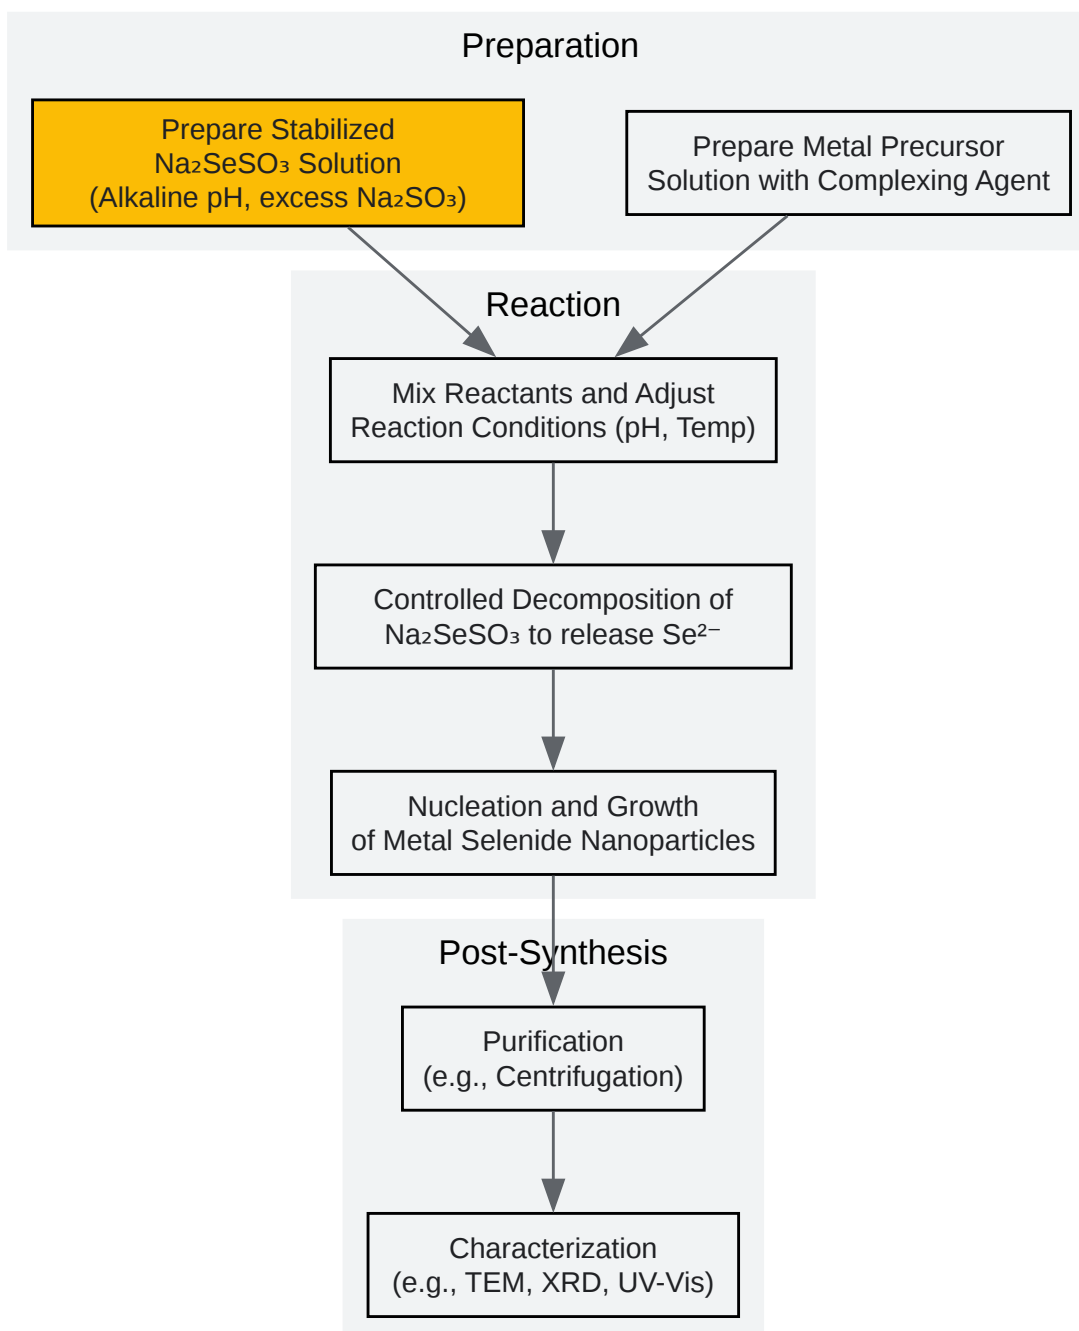 Preparation
Prepare Stabilized
Na₂SeSO₃ Solution
(Alkaline pH, excess Na₂SO₃)
Prepare Metal Precursor
Solution with Complexing Agent
Reaction
Mix Reactants and Adjust
Reaction Conditions (pH, Temp)
Controlled Decomposition of
Na₂SeSO₃ to release Se²⁻
Nucleation and Growth
of Metal Selenide Nanoparticles
Post-Synthesis
Purification
(e.g., Centrifugation)
Characterization
(e.g., TEM, XRD, UV-Vis)